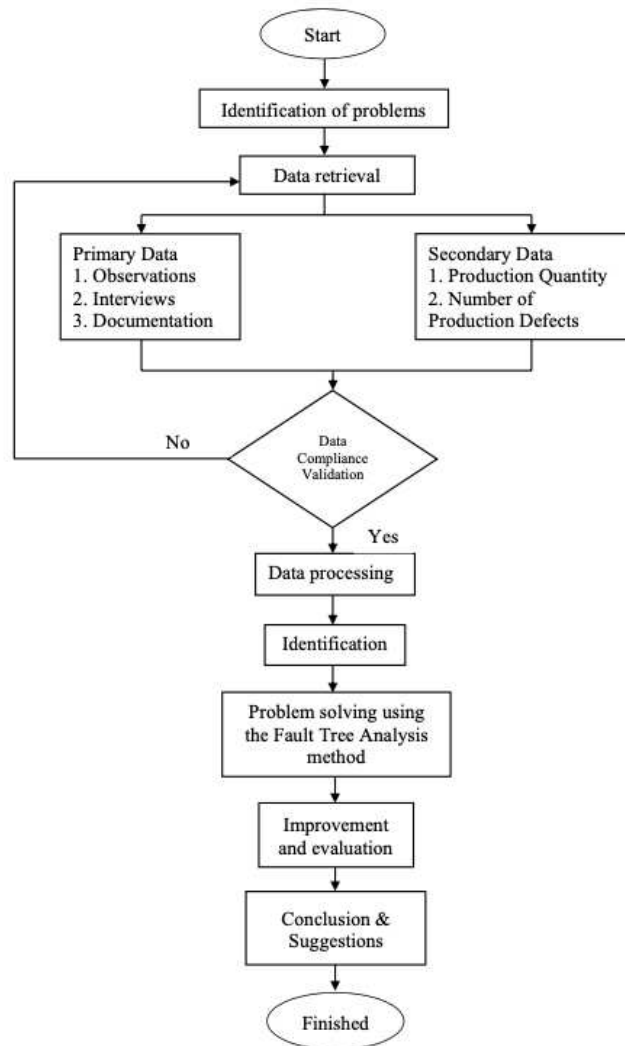 Start
Identification of problems
Data retrieval
Primary Data
1. Observations
2. Interviews
3. Documentation
Secondary Data
1. Production Quantity
2. Number of
Production Defects
No
Data
Compliance
Validation
Yes
Data processing
Identification
Problem solving using
the Fault Tree Analysis
method
Improvement
and evaluation
Conclusion &
Suggestions
Finished